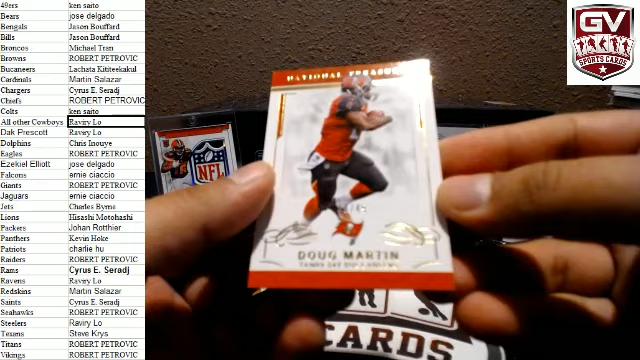 49ers ken saito
Bears jose delgado
Bengals Jason Bouffard
Bills Jason Bouffard
Broncos Michael Tran
Browns ROBERT PETROVIC
Bucaneers Lachata Kititeekakul
Cardinals Martin Salazar
Chargers Cyrus E. Seradj
Chiefs ROBERT PETROVIC
Colts ken saito
All other Cowboys Raviry Lo
Dak Prescott Raviry Lo
Dolphins Chris Inouye
Eagles ROBERT PETROVIC
Ezekiel Elliott jose delgado
Falcons ernie ciaccio
Giants ROBERT PETROVIC
Jaguars ernie ciaccio
Jets Charles Byrne
Lions Hisashi Motohashi
Packers Johan Rotthier
Panthers Kevin Hoke
Patriots charlie hu
Raiders ROBERT PETROVIC
Rams Cyrus E. Seradj
Ravens Raviry Lo
Redskins Martin Salazar
Saints Cyrus E. Seradj
Seahawks ROBERT PETROVIC
Steelers Raviry Lo
Texans Steve Krys
Titans ROBERT PETROVIC
Vikings ROBERT PETROVIC
GV
SPORTS CARDS
NATIONAL TREASURES
NFL
DOUG MARTIN
TAMPA BAY BUCCANEERS
CARDS